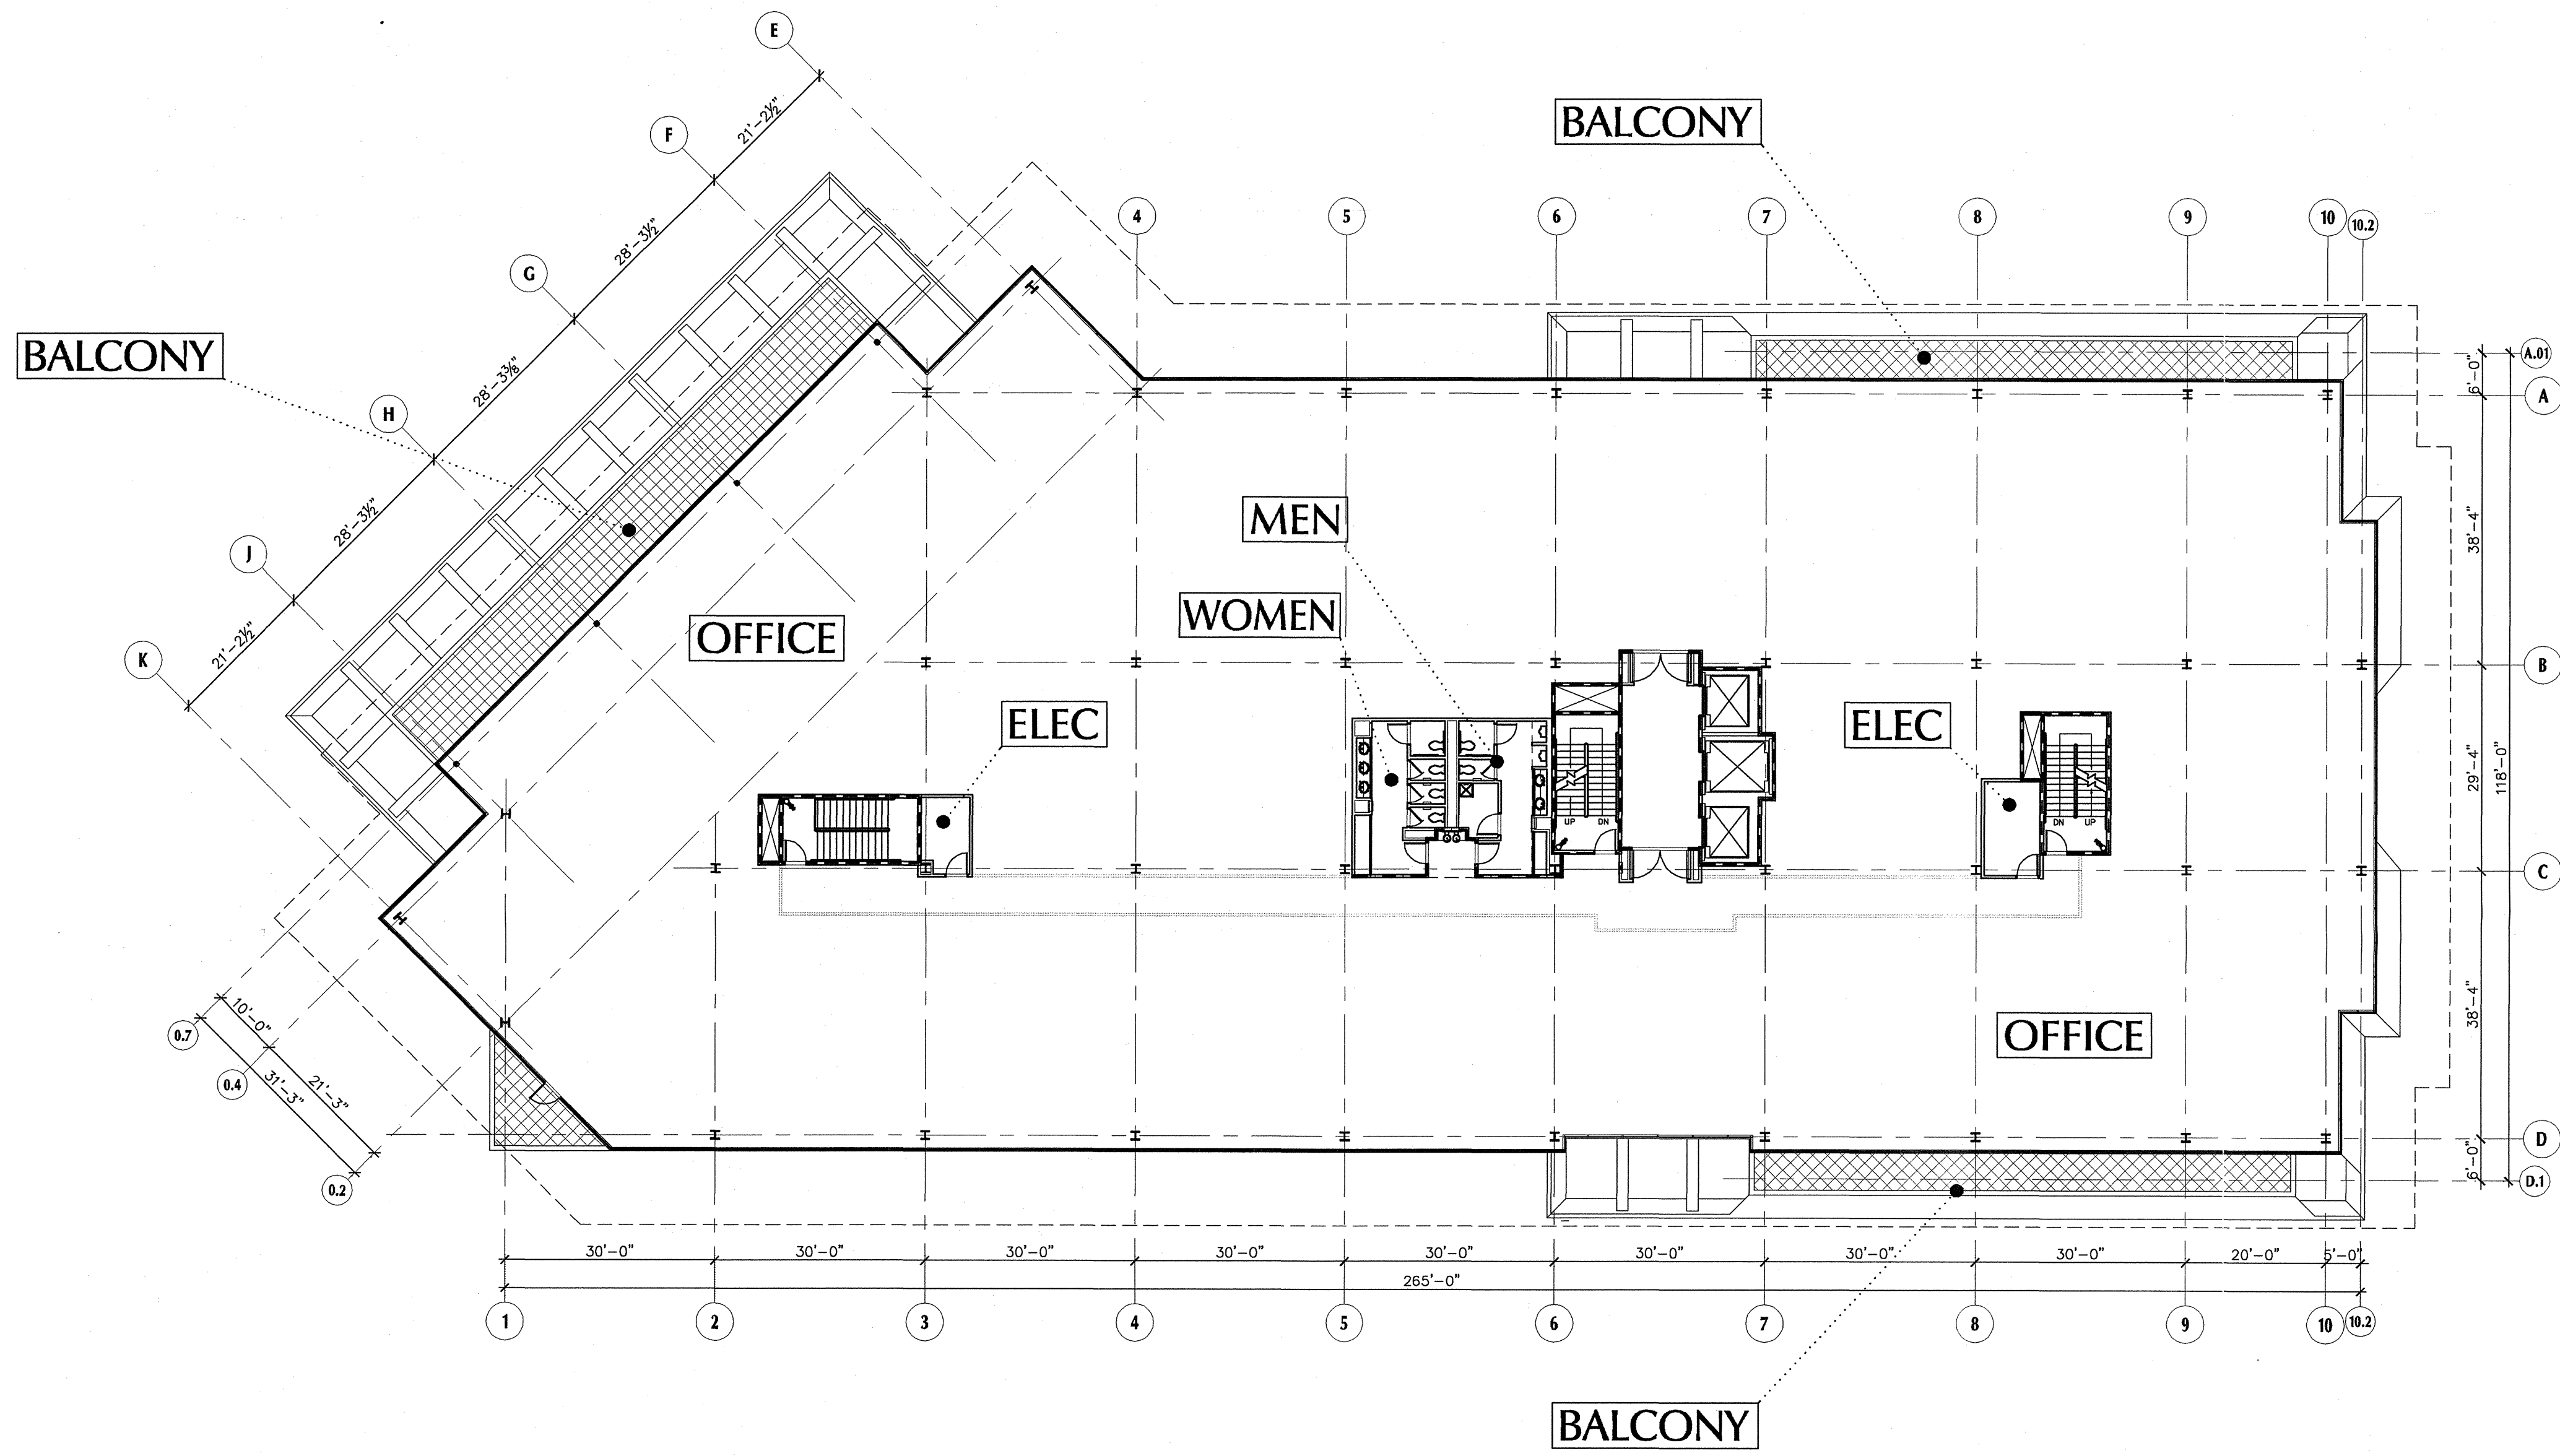 E
F
21'-2½"
BALCONY
G
28'-3½"
4
5
6
7
8
9
10
10.2
BALCONY
H
28'-3⅜"
A.01
6'-0"
A
J
28'-3½"
MEN
38'-4"
K
21'-2½"
OFFICE
WOMEN
B
ELEC
ELEC
29'-4"
118'-0"
UP
DN
DN
UP
C
0.7
10'-0"
0.4
31'-3"
21'-3"
0.2
OFFICE
38'-4"
D
6'-0"
D.1
30'-0"
30'-0"
30'-0"
30'-0"
30'-0"
30'-0"
30'-0"
30'-0"
20'-0"
5'-0"
265'-0"
1
2
3
4
5
6
7
8
9
10
10.2
BALCONY